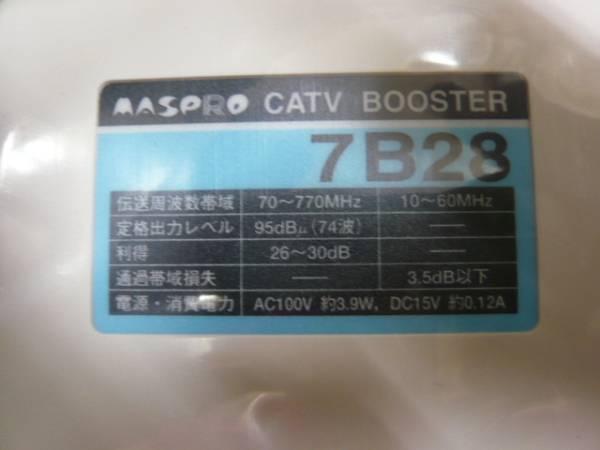 MASPRO CATV BOOSTER
7B28
伝送周波数帯域 70～770MHz 10～60MHz
定格出力レベル 95dBμ(74波) ——
利得 26～30dB ——
通過帯域損失 —— 3.5dB以下
電源・消費電力 AC100V 約3.9W, DC15V 約0.12A